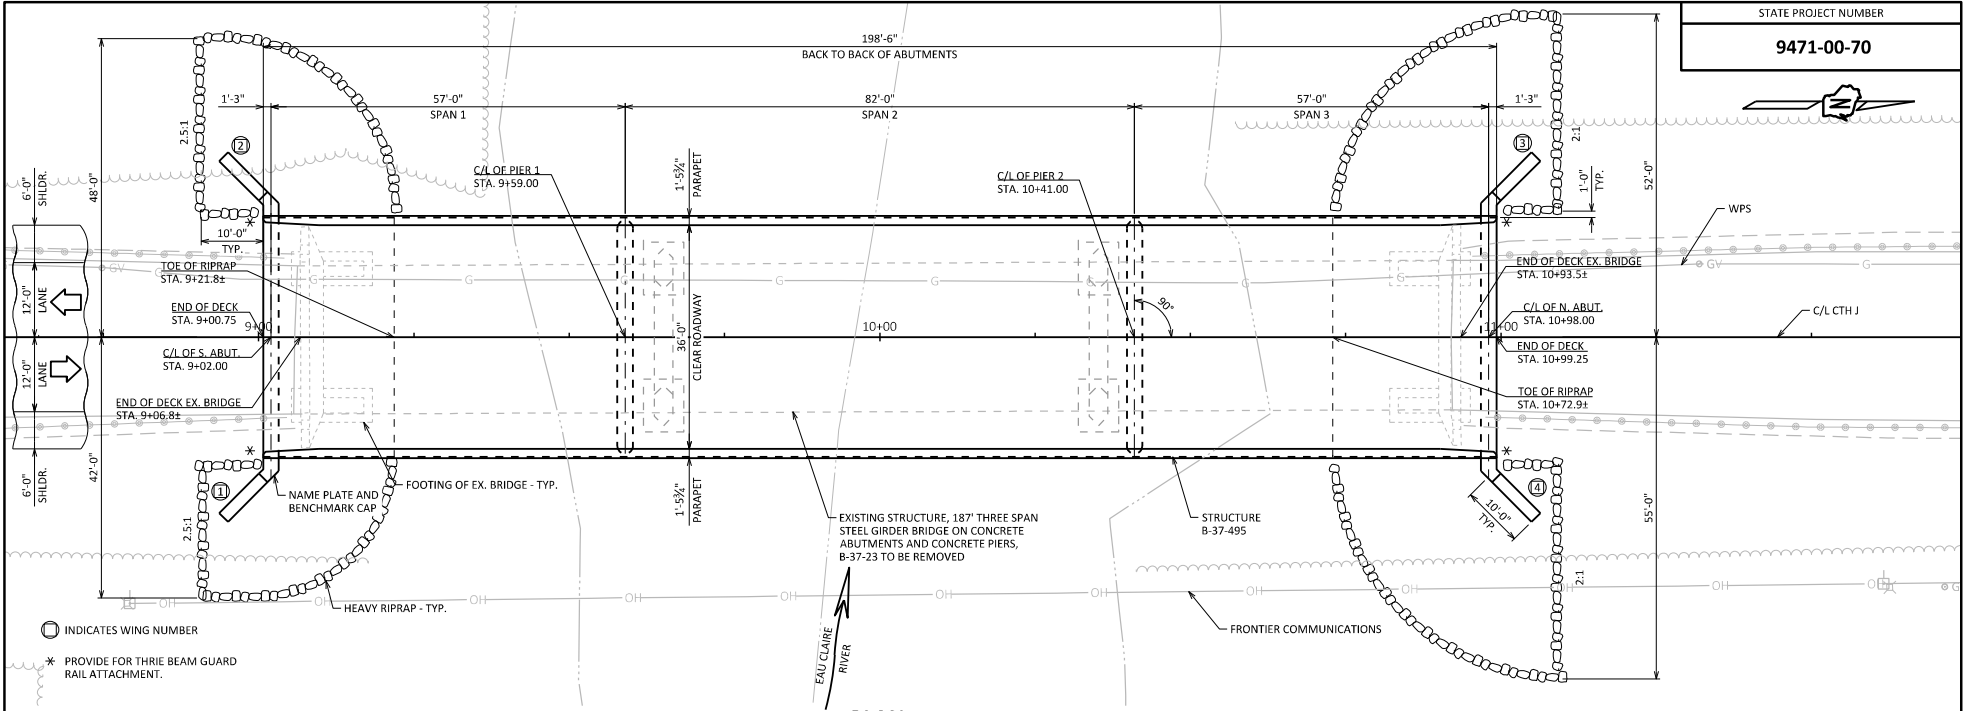 STATE PROJECT NUMBER
9471-00-70
198'-6"
BACK TO BACK OF ABUTMENTS
1'-3"
57'-0"
SPAN 1
82'-0"
SPAN 2
57'-0"
SPAN 3
1'-3"
N
2.5:1
2:1
2
3
6'-0"
SHLDR.
48'-0"
C/L OF PIER 1
STA. 9+59.00
1'-5¾"
PARAPET
C/L OF PIER 2
STA. 10+41.00
1'-0"
TYP.
52'-0"
WPS
10'-0"
TYP.
TOE OF RIPRAP
STA. 9+21.8±
GV
G
G
G
G
G
G
G
G
GV
G
END OF DECK EX. BRIDGE
STA. 10+93.5±
12'-0"
LANE
END OF DECK
STA. 9+00.75
9+00
10+00
11+00
90°
C/L OF N. ABUT.
STA. 10+98.00
C/L CTH J
36'-0"
CLEAR ROADWAY
12'-0"
LANE
C/L OF S. ABUT.
STA. 9+02.00
END OF DECK
STA. 10+99.25
END OF DECK EX. BRIDGE
STA. 9+06.8±
TOE OF RIPRAP
STA. 10+72.9±
6'-0"
SHLDR.
42'-0"
1
NAME PLATE AND
BENCHMARK CAP
FOOTING OF EX. BRIDGE - TYP.
1'-5¾"
PARAPET
4
10'-0"
TYP.
55'-0"
2.5:1
EXISTING STRUCTURE, 187' THREE SPAN
STEEL GIRDER BRIDGE ON CONCRETE
ABUTMENTS AND CONCRETE PIERS,
B-37-23 TO BE REMOVED
STRUCTURE
B-37-495
2:1
OH
OH
OH
OH
OH
OH
OH
OH
OH
OH
OH
HEAVY RIPRAP - TYP.
FRONTIER COMMUNICATIONS
INDICATES WING NUMBER
* PROVIDE FOR THRIE BEAM GUARD
RAIL ATTACHMENT.
EAU CLAIRE
RIVER